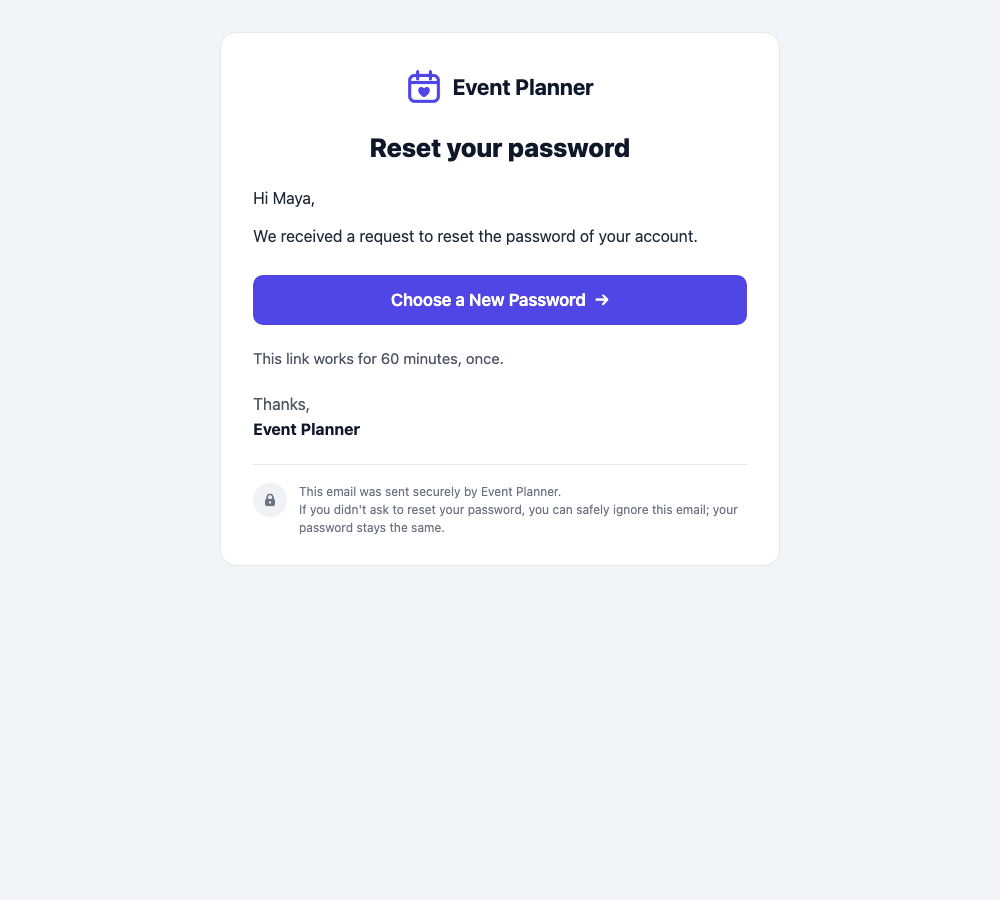 Event Planner
Reset your password
Hi Maya,
We received a request to reset the password of your account.
Choose a New Password →
This link works for 60 minutes, once.
Thanks,
Event Planner
This email was sent securely by Event Planner.
If you didn't ask to reset your password, you can safely ignore this email; your
password stays the same.